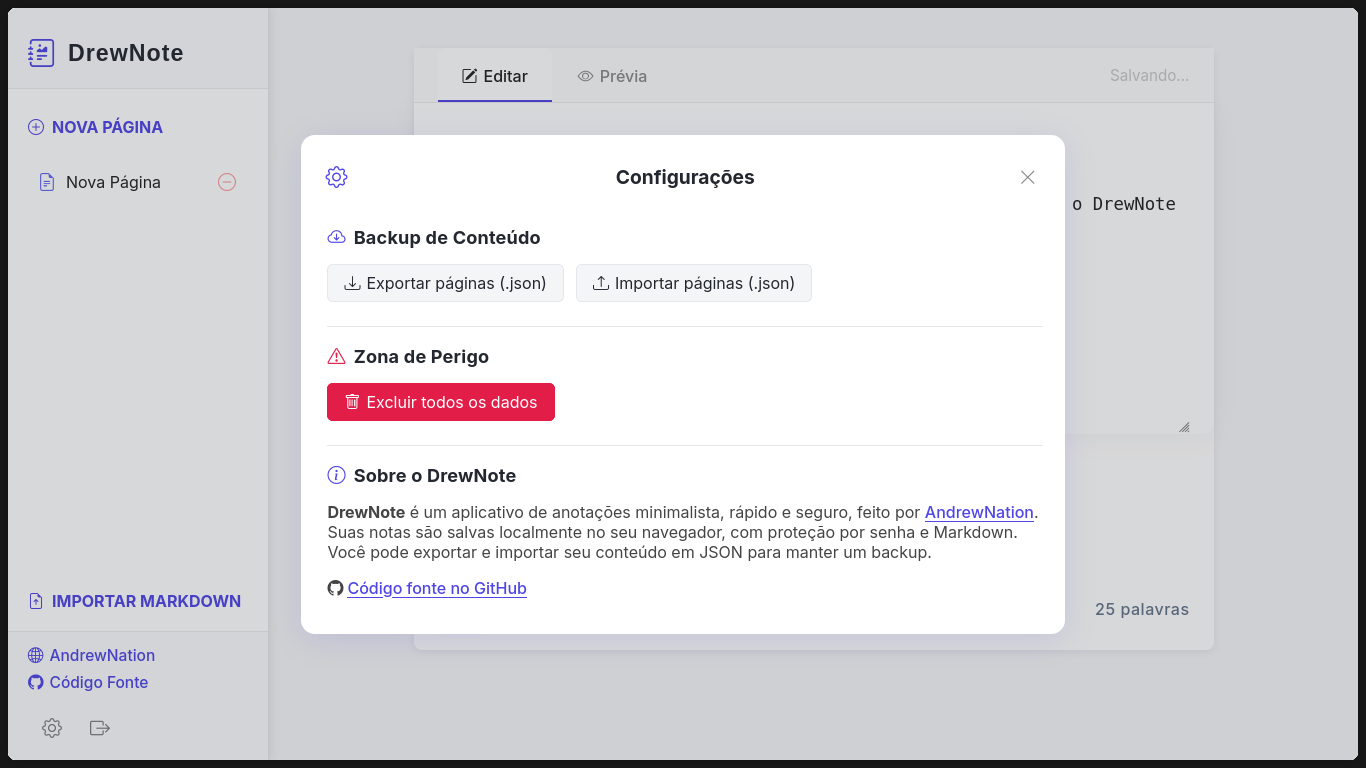 DrewNote
NOVA PÁGINA
Nova Página
IMPORTAR MARKDOWN
AndrewNation
Código Fonte
Editar
Prévia
Salvando...
o DrewNote
25 palavras
Configurações
Backup de Conteúdo
Exportar páginas (.json)
Importar páginas (.json)
Zona de Perigo
Excluir todos os dados
Sobre o DrewNote
DrewNote é um aplicativo de anotações minimalista, rápido e seguro, feito por AndrewNation.
Suas notas são salvas localmente no seu navegador, com proteção por senha e Markdown.
Você pode exportar e importar seu conteúdo em JSON para manter um backup.
Código fonte no GitHub